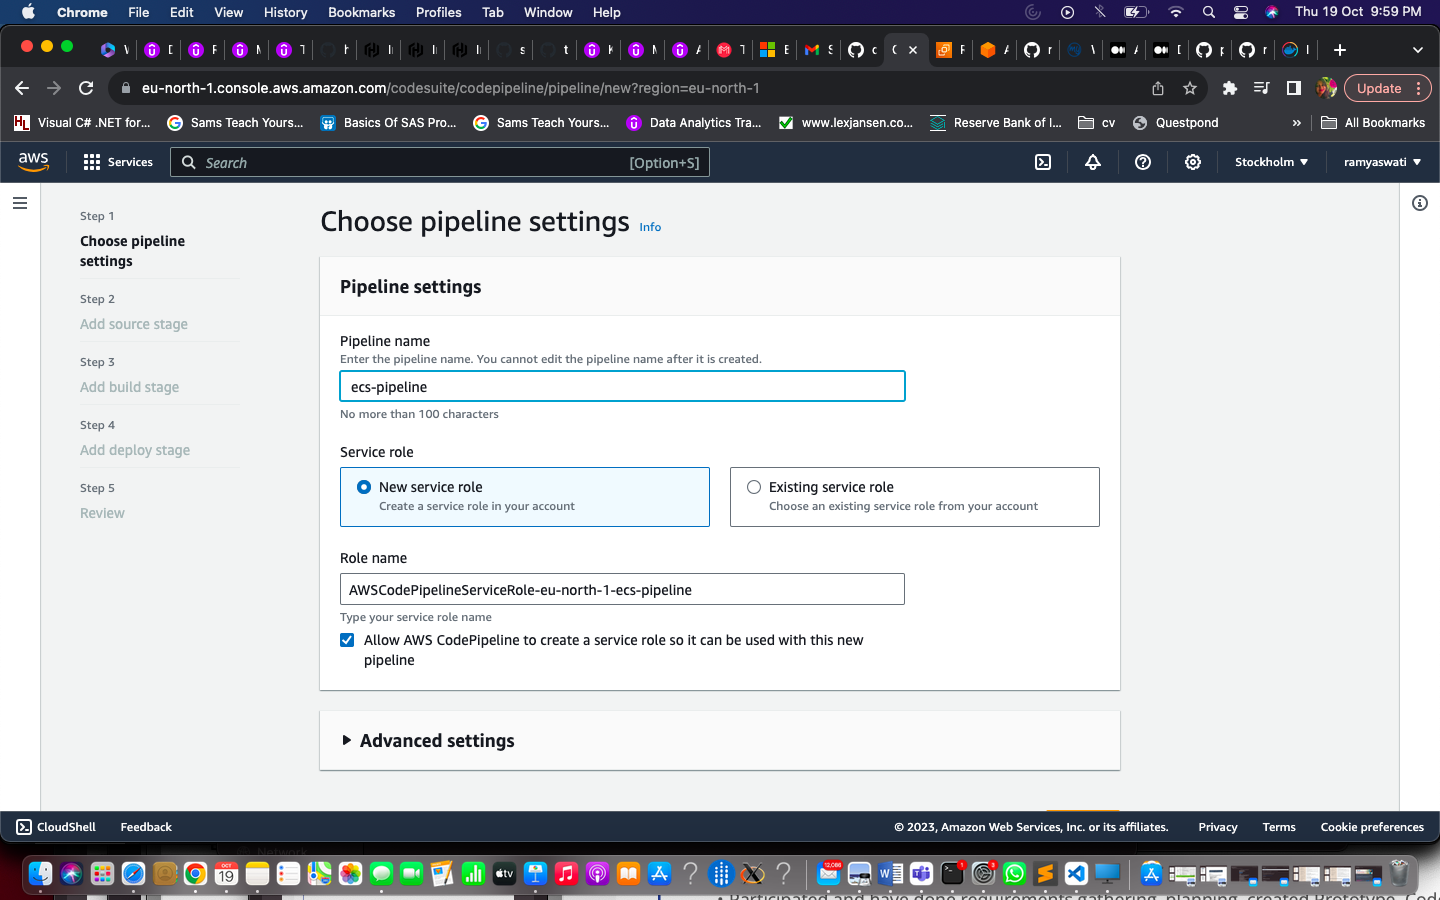 Chrome File Edit View History Bookmarks Profiles Tab Window Help Thu 19 Oct 9:59 PM
eu-north-1.console.aws.amazon.com/codesuite/codepipeline/pipeline/new?region=eu-north-1 Update
Visual C# .NET for... Sams Teach Yours... Basics Of SAS Pro... Sams Teach Yours... Data Analytics Tra... www.lexjansen.co... Reserve Bank of I... cv Questpond » All Bookmarks
aws Services Search [Option+S] Stockholm ramyaswati
Step 1
Choose pipeline
settings
Step 2
Add source stage
Step 3
Add build stage
Step 4
Add deploy stage
Step 5
Review
Choose pipeline settings Info
Pipeline settings
Pipeline name
Enter the pipeline name. You cannot edit the pipeline name after it is created.
ecs-pipeline
No more than 100 characters
Service role
New service role
Create a service role in your account
Existing service role
Choose an existing service role from your account
Role name
AWSCodePipelineServiceRole-eu-north-1-ecs-pipeline
Type your service role name
Allow AWS CodePipeline to create a service role so it can be used with this new
pipeline
Advanced settings
CloudShell Feedback © 2023, Amazon Web Services, Inc. or its affiliates. Privacy Terms Cookie preferences
Network
OCT
19
tv
12,086
1
3